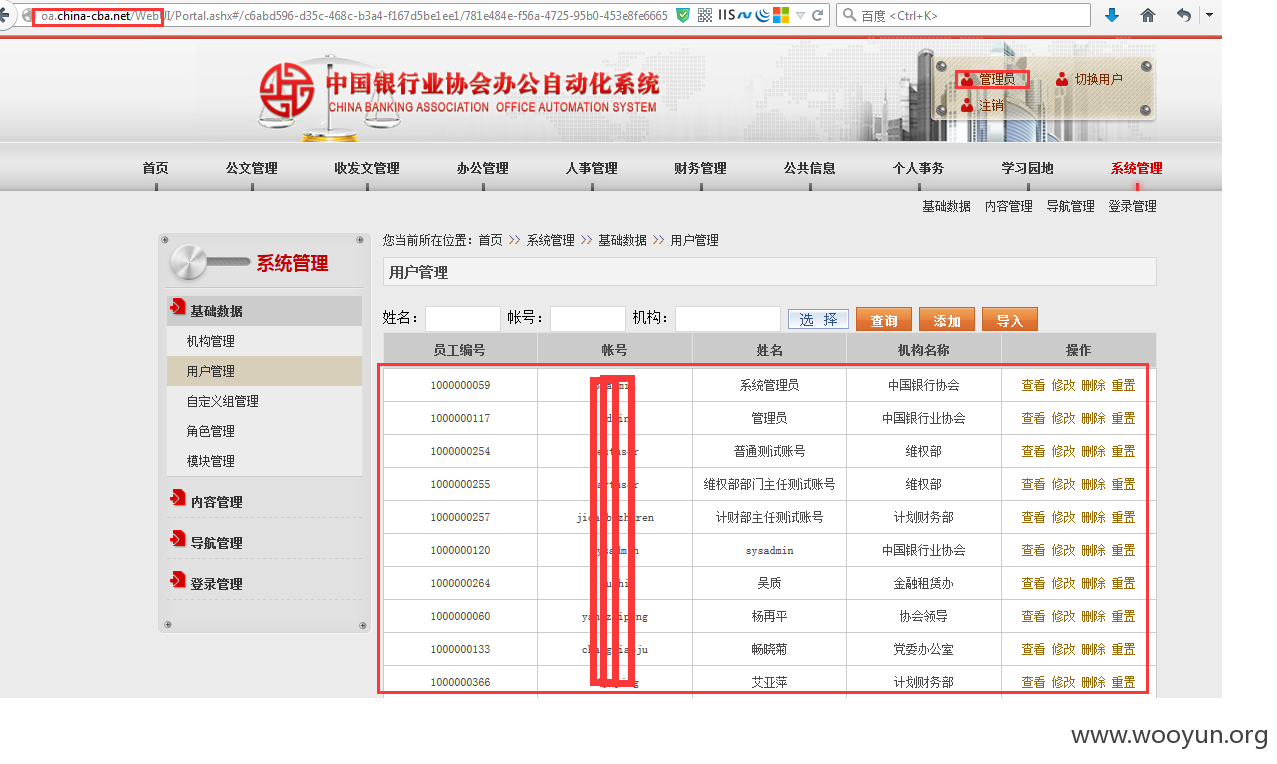 oa.china-cba.net/WebUI/Portal.ashx#/c6abd596-d35c-468c-b3a4-f167d5be1ee1/781e484e-f56a-4725-95b0-453e8fe6665 IIS 百度 <Ctrl+K>
中国银行业协会办公自动化系统
CHINA BANKING ASSOCIATION OFFICE AUTOMATION SYSTEM
管理员 切换用户
注销
首页 公文管理 收发文管理 办公管理 人事管理 财务管理 公共信息 个人事务 学习园地 系统管理
基础数据 内容管理 导航管理 登录管理
系统管理
基础数据
机构管理
用户管理
自定义组管理
角色管理
模块管理
内容管理
导航管理
登录管理
您当前所在位置：首页 >> 系统管理 >> 基础数据 >> 用户管理
用户管理
姓名： 帐号： 机构： 选 择 查询 添加 导入
员工编号 帐号 姓名 机构名称 操作
1000000059 系统管理员 中国银行协会 查看 修改 删除 重置
1000000117 管理员 中国银行业协会 查看 修改 删除 重置
1000000254 普通测试账号 维权部 查看 修改 删除 重置
1000000255 维权部部门主任测试账号 维权部 查看 修改 删除 重置
1000000257 计财部主任测试账号 计划财务部 查看 修改 删除 重置
1000000120 sysadmin 中国银行业协会 查看 修改 删除 重置
1000000264 吴质 金融租赁办 查看 修改 删除 重置
1000000060 杨再平 协会领导 查看 修改 删除 重置
1000000133 畅晓菊 党委办公室 查看 修改 删除 重置
1000000366 艾亚萍 计划财务部 查看 修改 删除 重置
www.wooyun.org